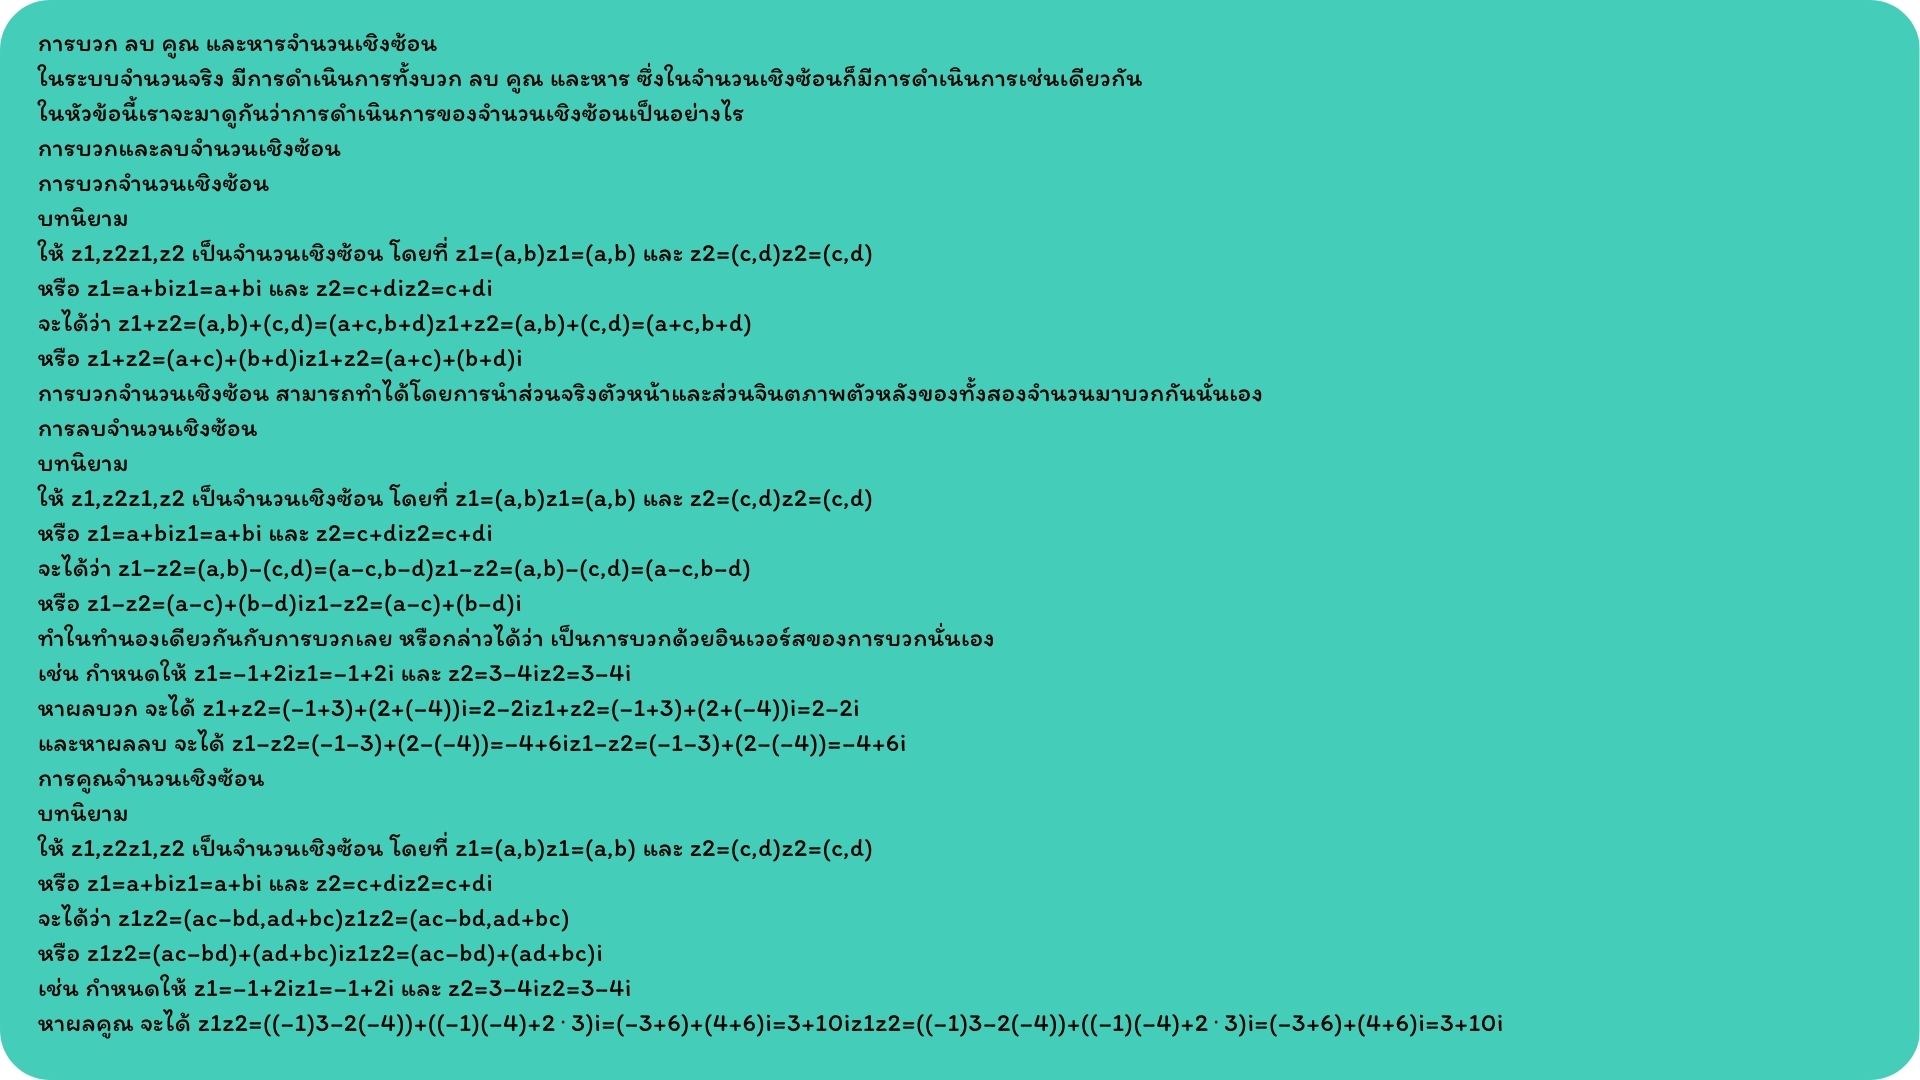 การบวก ลบ คูณ และหารจำนวนเชิงซ้อน
ในระบบจำนวนจริง มีการดำเนินการทั้งบวก ลบ คูณ และหาร ซึ่งในจำนวนเชิงซ้อนก็มีการดำเนินการเช่นเดียวกัน
ในหัวข้อนี้เราจะมาดูกันว่าการดำเนินการของจำนวนเชิงซ้อนเป็นอย่างไร
การบวกและลบจำนวนเชิงซ้อน
การบวกจำนวนเชิงซ้อน
บทนิยาม
ให้ z1,z2z1,z2 เป็นจำนวนเชิงซ้อน โดยที่ z1=(a,b)z1=(a,b) และ z2=(c,d)z2=(c,d)
หรือ z1=a+biz1=a+bi และ z2=c+diz2=c+di
จะได้ว่า z1+z2=(a,b)+(c,d)=(a+c,b+d)z1+z2=(a,b)+(c,d)=(a+c,b+d)
หรือ z1+z2=(a+c)+(b+d)iz1+z2=(a+c)+(b+d)i
การบวกจำนวนเชิงซ้อน สามารถทำได้โดยการนำส่วนจริงตัวหน้าและส่วนจินตภาพตัวหลังของทั้งสองจำนวนมาบวกกันนั่นเอง
การลบจำนวนเชิงซ้อน
บทนิยาม
ให้ z1,z2z1,z2 เป็นจำนวนเชิงซ้อน โดยที่ z1=(a,b)z1=(a,b) และ z2=(c,d)z2=(c,d)
หรือ z1=a+biz1=a+bi และ z2=c+diz2=c+di
จะได้ว่า z1−z2=(a,b)−(c,d)=(a−c,b−d)z1−z2=(a,b)−(c,d)=(a−c,b−d)
หรือ z1−z2=(a−c)+(b−d)iz1−z2=(a−c)+(b−d)i
ทำในทำนองเดียวกันกับการบวกเลย หรือกล่าวได้ว่า เป็นการบวกด้วยอินเวอร์สของการบวกนั่นเอง
เช่น กำหนดให้ z1=−1+2iz1=−1+2i และ z2=3−4iz2=3−4i
หาผลบวก จะได้ z1+z2=(−1+3)+(2+(−4))i=2−2iz1+z2=(−1+3)+(2+(−4))i=2−2i
และหาผลลบ จะได้ z1−z2=(−1−3)+(2−(−4))=−4+6iz1−z2=(−1−3)+(2−(−4))=−4+6i
การคูณจำนวนเชิงซ้อน
บทนิยาม
ให้ z1,z2z1,z2 เป็นจำนวนเชิงซ้อน โดยที่ z1=(a,b)z1=(a,b) และ z2=(c,d)z2=(c,d)
หรือ z1=a+biz1=a+bi และ z2=c+diz2=c+di
จะได้ว่า z1z2=(ac−bd,ad+bc)z1z2=(ac−bd,ad+bc)
หรือ z1z2=(ac−bd)+(ad+bc)iz1z2=(ac−bd)+(ad+bc)i
เช่น กำหนดให้ z1=−1+2iz1=−1+2i และ z2=3−4iz2=3−4i
หาผลคูณ จะได้ z1z2=((−1)3−2(−4))+((−1)(−4)+2⋅3)i=(−3+6)+(4+6)i=3+10iz1z2=((−1)3−2(−4))+((−1)(−4)+2⋅3)i=(−3+6)+(4+6)i=3+10i